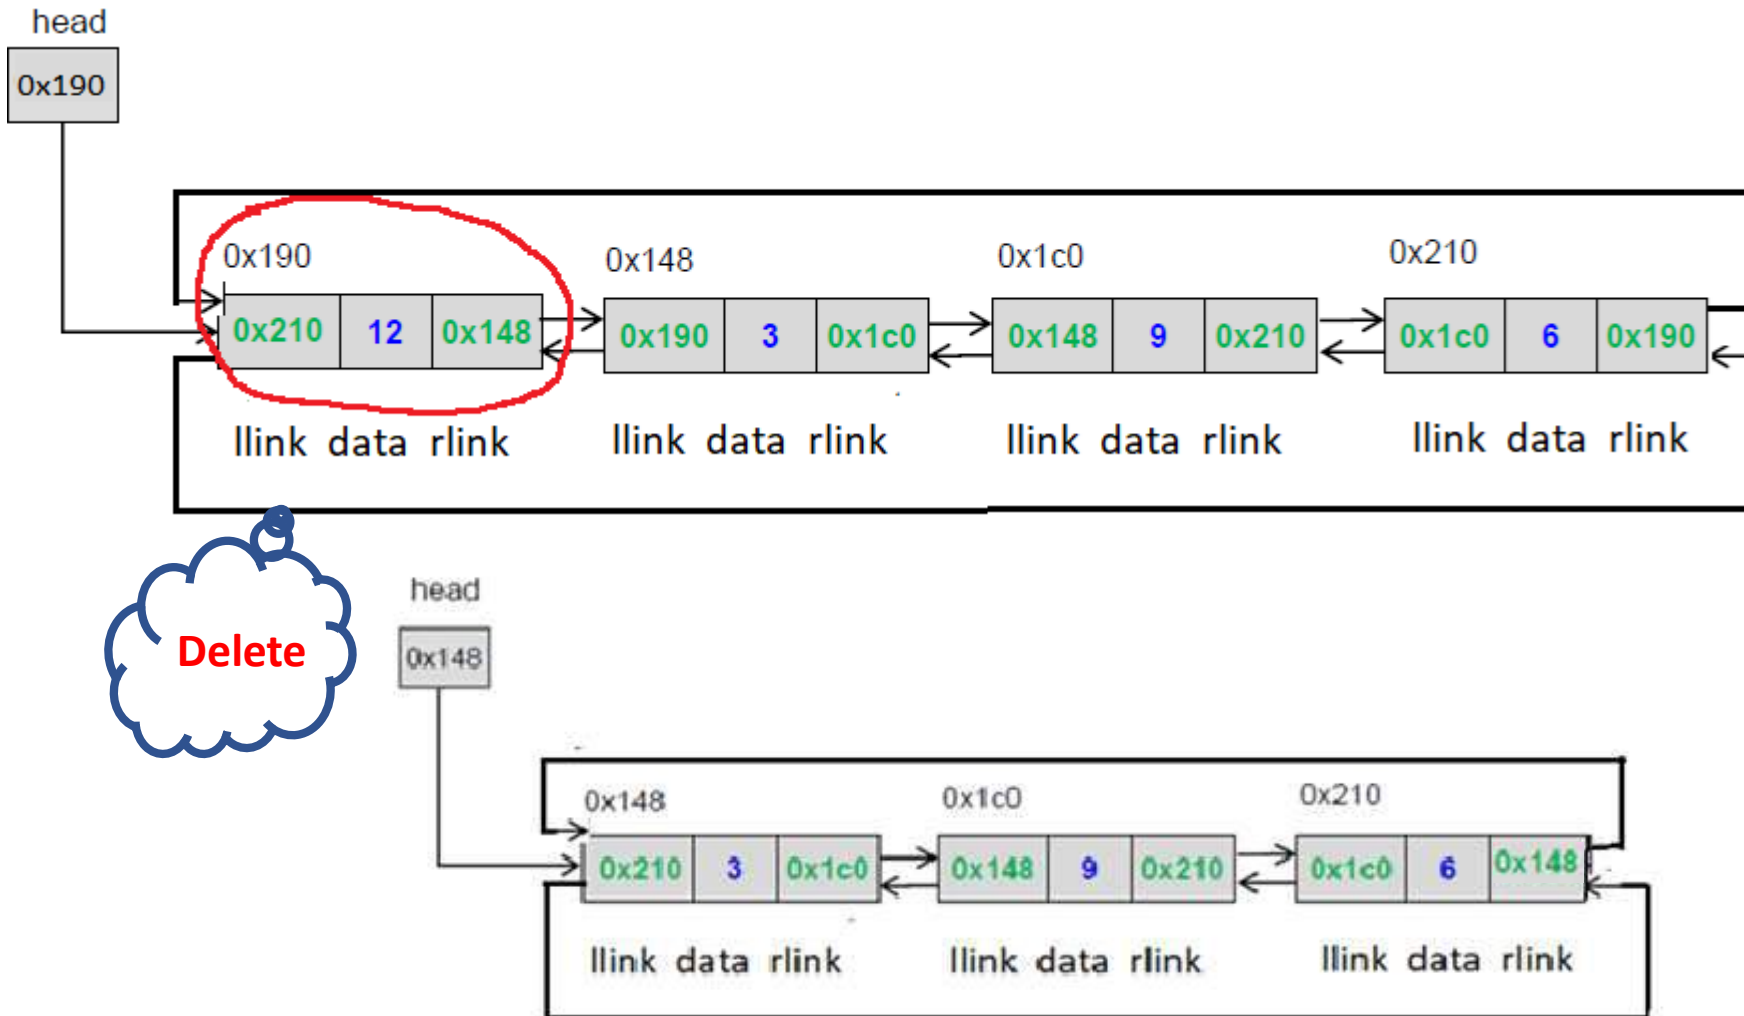 head
0x190
0x190 0x148 0x1c0 0x210
0x210 12 0x148 0x190 3 0x1c0 0x148 9 0x210 0x1c0 6 0x190
llink data rlink llink data rlink llink data rlink llink data rlink
Delete
head
0x148
0x148 0x1c0 0x210
0x210 3 0x1c0 0x148 9 0x210 0x1c0 6 0x148
llink data rlink llink data rlink llink data rlink